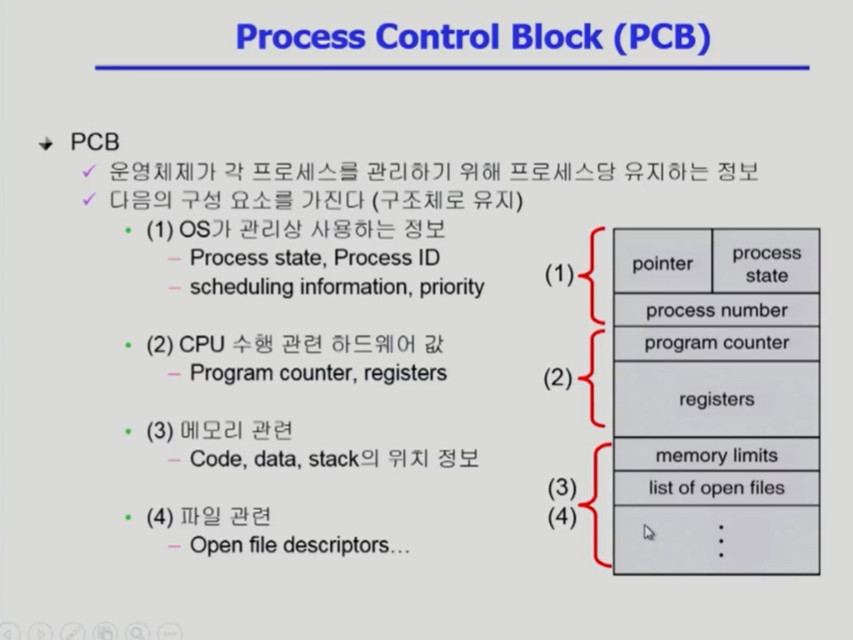 Process Control Block (PCB)
PCB
운영체제가 각 프로세스를 관리하기 위해 프로세스당 유지하는 정보
다음의 구성 요소를 가진다 (구조체로 유지)
(1) OS가 관리상 사용하는 정보
Process state, Process ID
scheduling information, priority
(2) CPU 수행 관련 하드웨어 값
Program counter, registers
(3) 메모리 관련
Code, data, stack의 위치 정보
(4) 파일 관련
Open file descriptors…
(1)
pointer
process
state
process number
(2)
program counter
registers
(3)
(4)
memory limits
list of open files